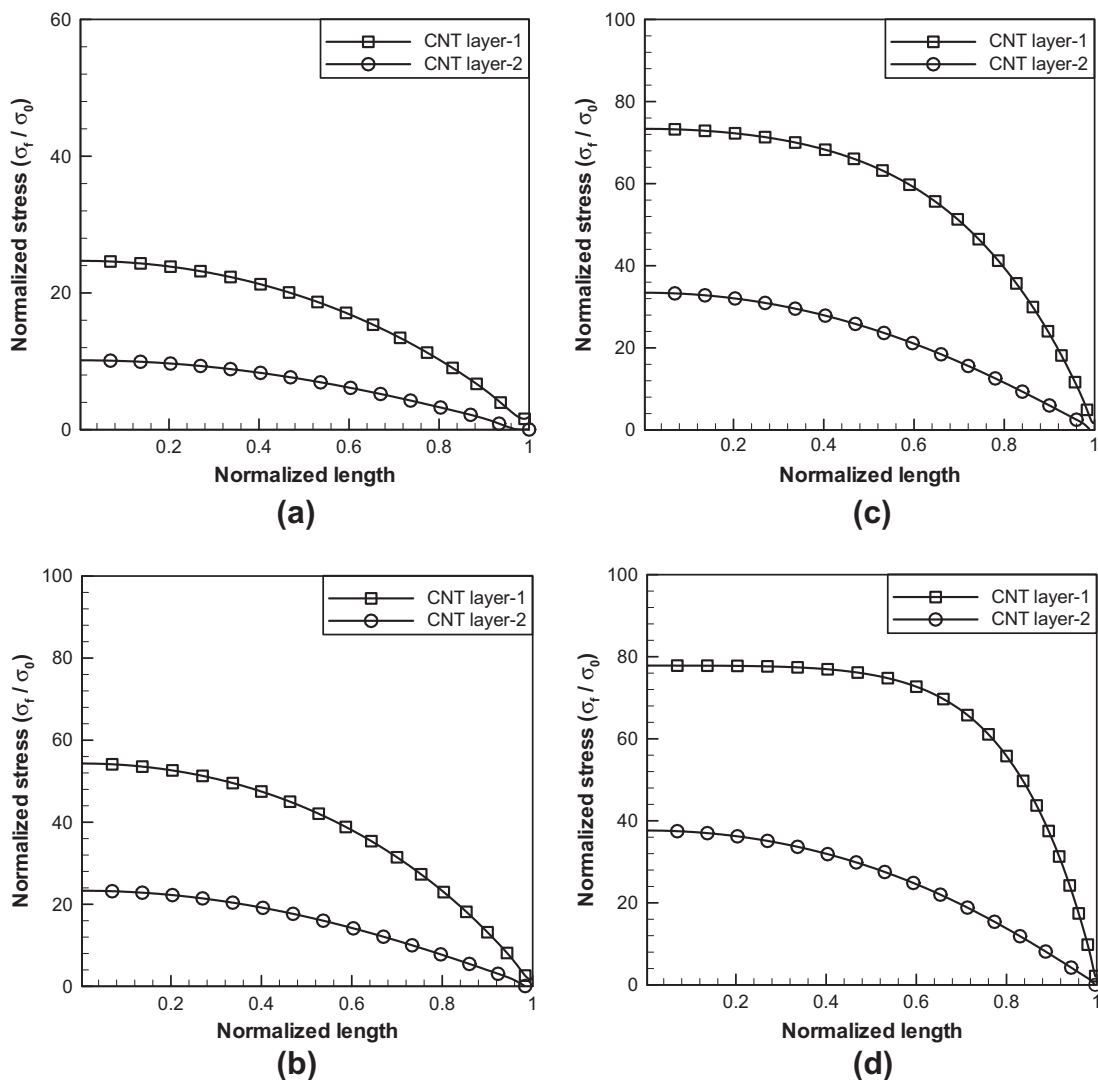 60
40
20
0
Normalized stress (σf / σ0)
CNT layer-1
CNT layer-2
0.2 0.4 0.6 0.8 1
Normalized length
(a)
100
80
60
40
20
0
Normalized stress (σf / σ0)
CNT layer-1
CNT layer-2
0.2 0.4 0.6 0.8 1
Normalized length
(c)
100
80
60
40
20
0
Normalized stress (σf / σ0)
CNT layer-1
CNT layer-2
0.2 0.4 0.6 0.8 1
Normalized length
(b)
100
80
60
40
20
0
Normalized stress (σf / σ0)
CNT layer-1
CNT layer-2
0.2 0.4 0.6 0.8 1
Normalized length
(d)